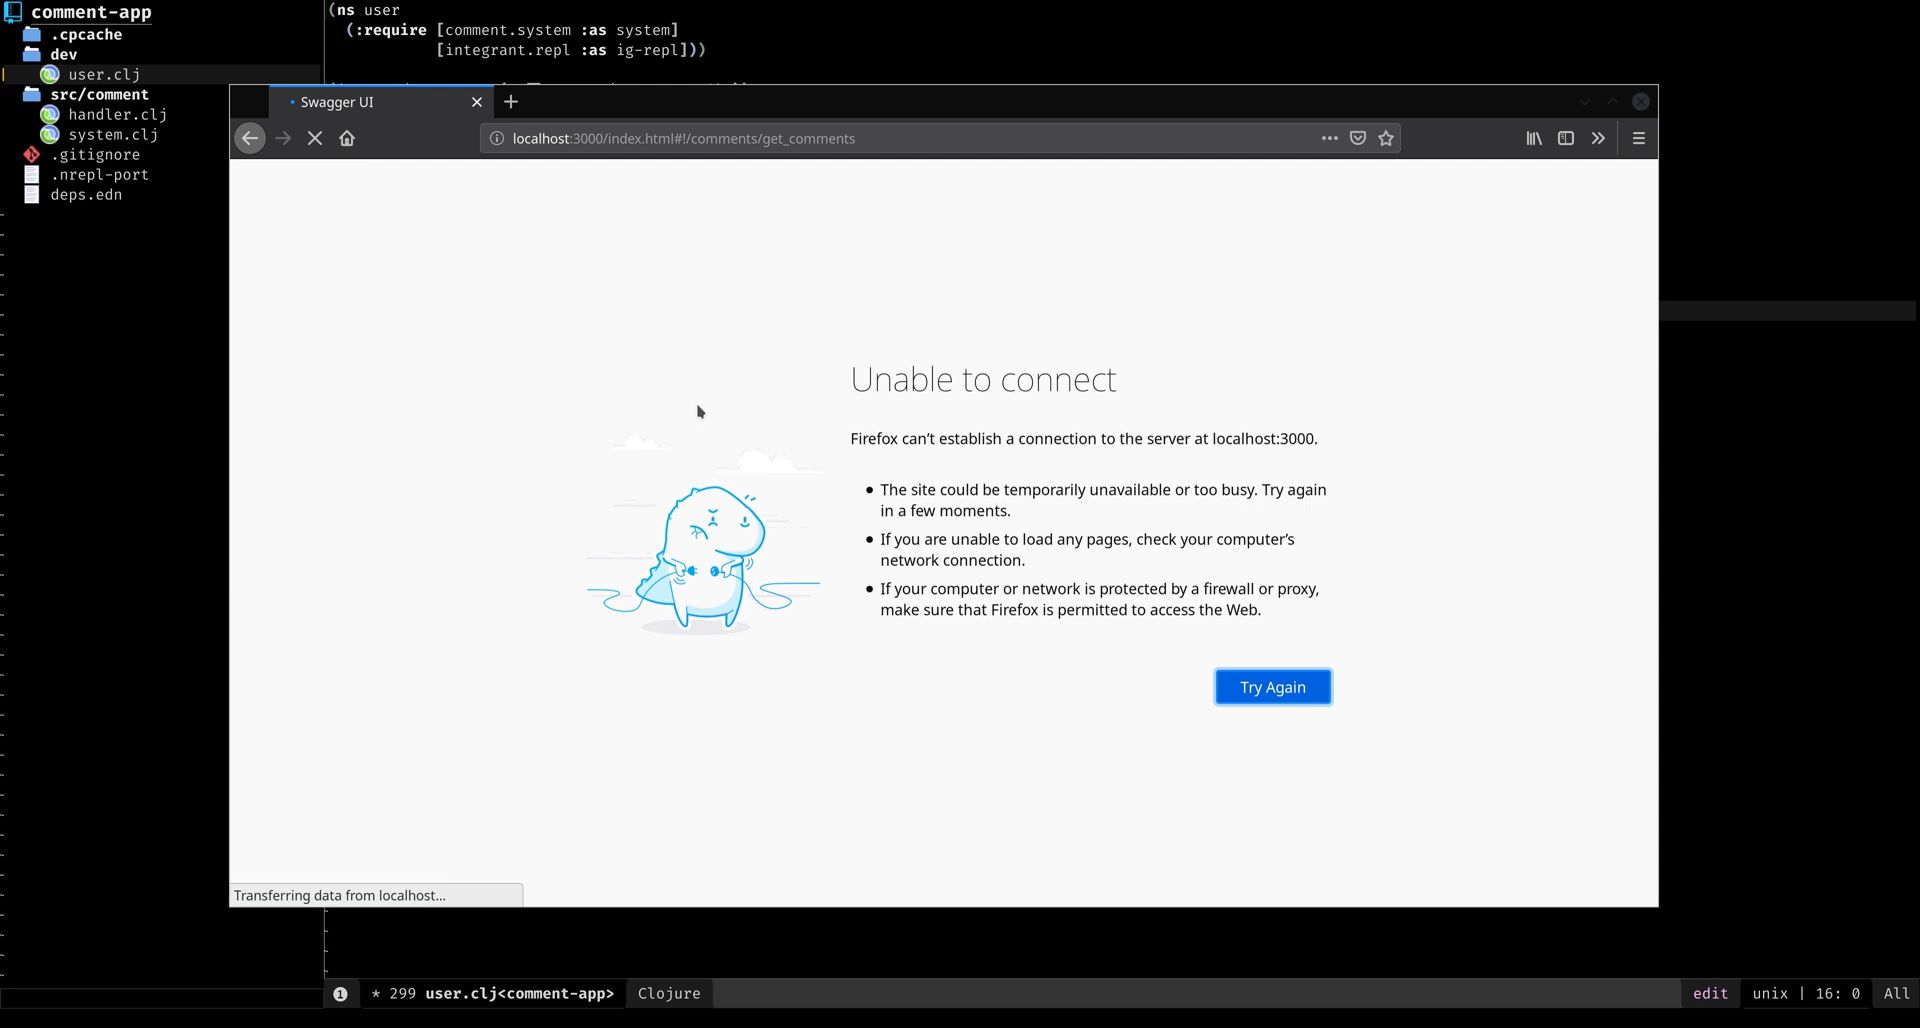 comment-app
.cpcache
dev
user.clj
src/comment
handler.clj
system.clj
.gitignore
.nrepl-port
deps.edn
(ns user
(:require [comment.system :as system]
[integrant.repl :as ig-repl]))
Swagger UI
localhost:3000/index.html#!/comments/get_comments
Unable to connect
Firefox can’t establish a connection to the server at localhost:3000.
• The site could be temporarily unavailable or too busy. Try again
in a few moments.
• If you are unable to load any pages, check your computer’s
network connection.
• If your computer or network is protected by a firewall or proxy,
make sure that Firefox is permitted to access the Web.
Try Again
Transferring data from localhost…
1 * 299 user.clj<comment-app> Clojure edit unix | 16: 0 All